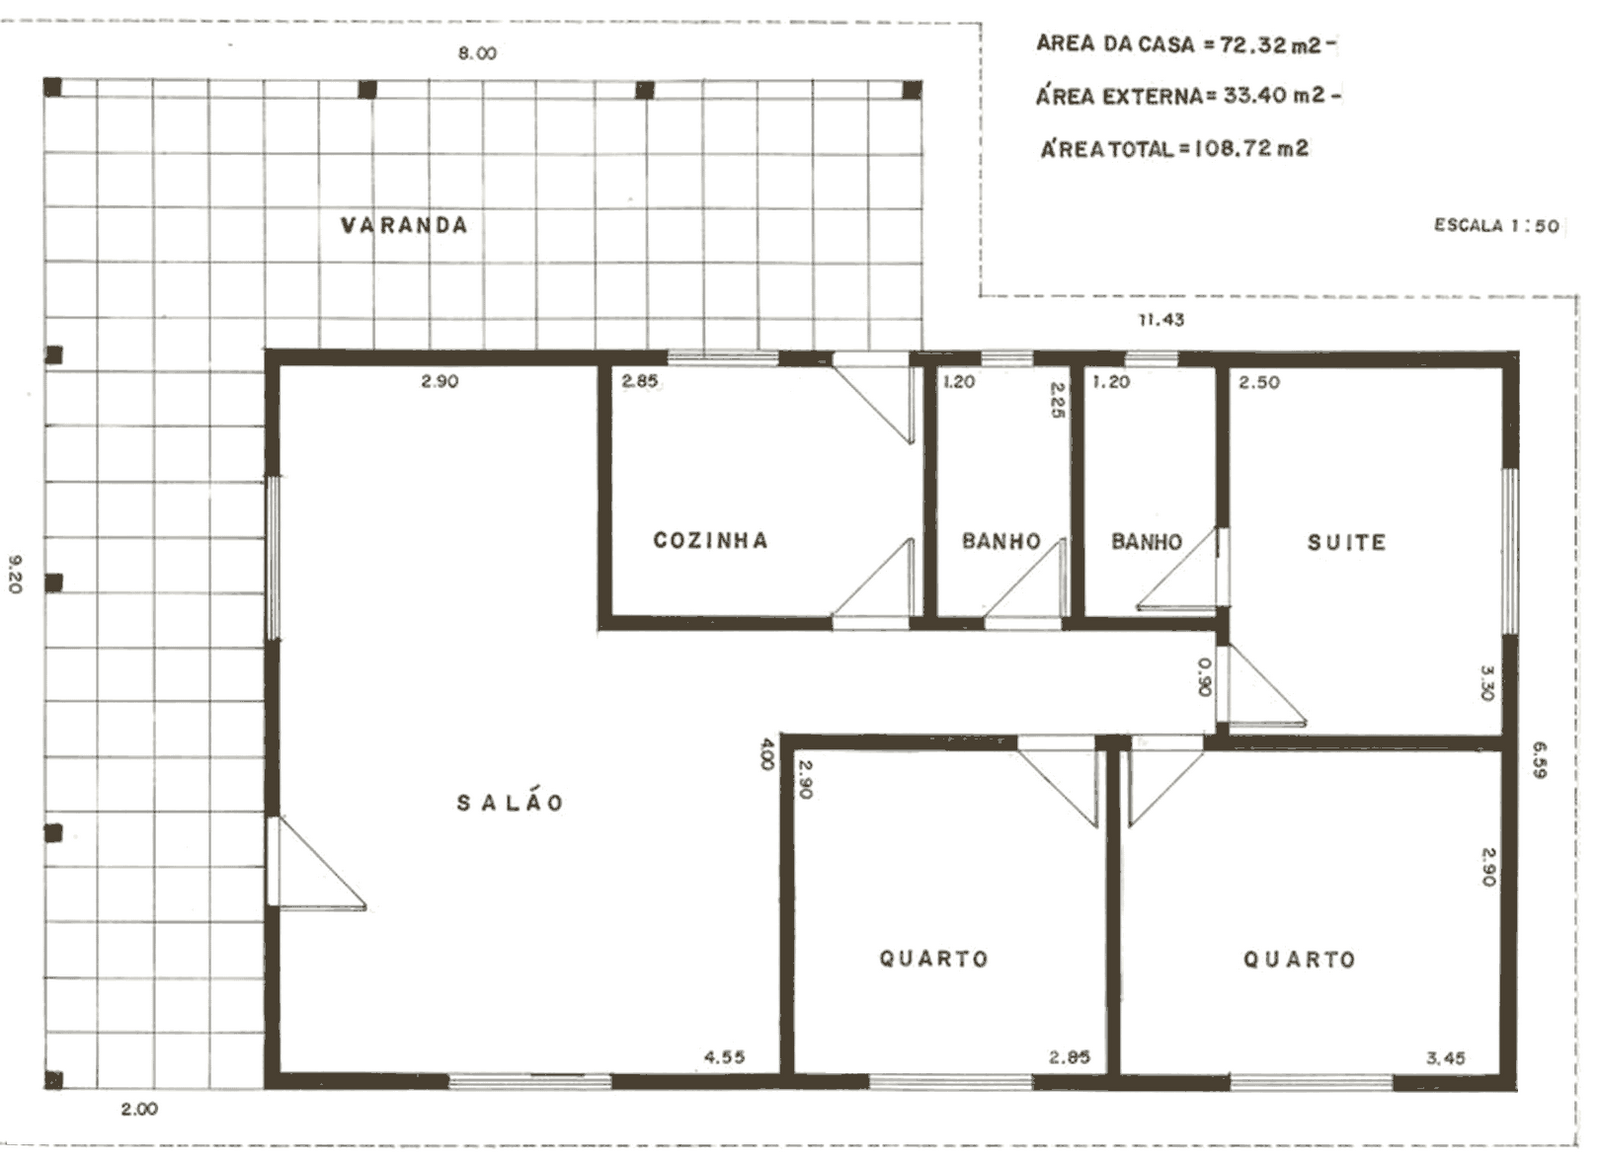 8.00
AREA DA CASA = 72.32 m2 -
ÁREA EXTERNA = 33.40 m2 -
ÁREA TOTAL = 108.72 m2
VARANDA
ESCALA 1:50
11.43
2.90
2.85
1.20
2.25
1.20
2.50
COZINHA
BANHO
BANHO
SUITE
9.20
0.90
3.30
4.00
2.90
6.59
SALÁO
2.90
QUARTO
QUARTO
4.55
2.85
3.45
2.00